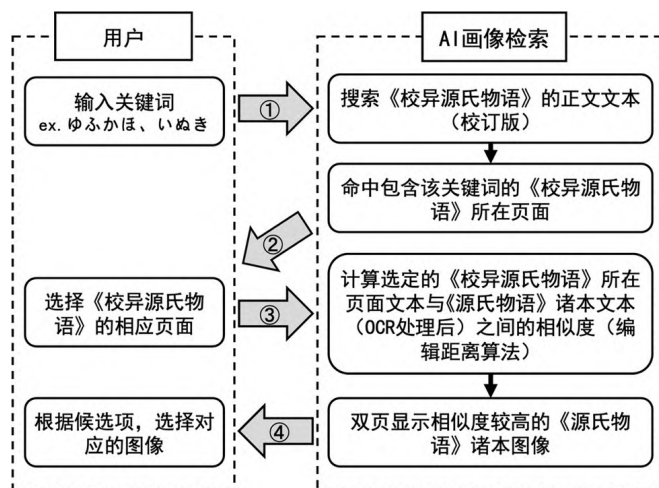 用户
AI画像检索
输入关键词
ex.ゆふかほ、いぬき
①
搜索《校异源氏物语》的正文文本
（校订版）
命中包含该关键词的《校异源氏物
语》所在页面
②
选择《校异源氏物
语》的相应页面
③
计算选定的《校异源氏物语》所在
页面文本与《源氏物语》诸本文本
（OCR处理后）之间的相似度（编
辑距离算法）
双页显示相似度较高的《源氏物
语》诸本图像
④
根据候选项，选择对
应的图像